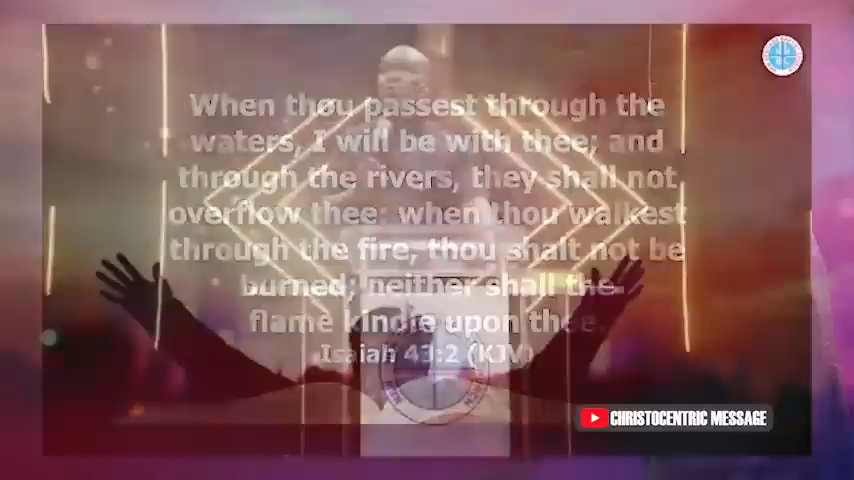 When thou passest through the
waters, I will be with thee; and
through the rivers, they shall not
overflow thee: when thou walkest
through the fire, thou shalt not be
burned; neither shall the
flame kindle upon thee.
Isaiah 43:2 (KJV)
CHRISTOCENTRIC MESSAGE